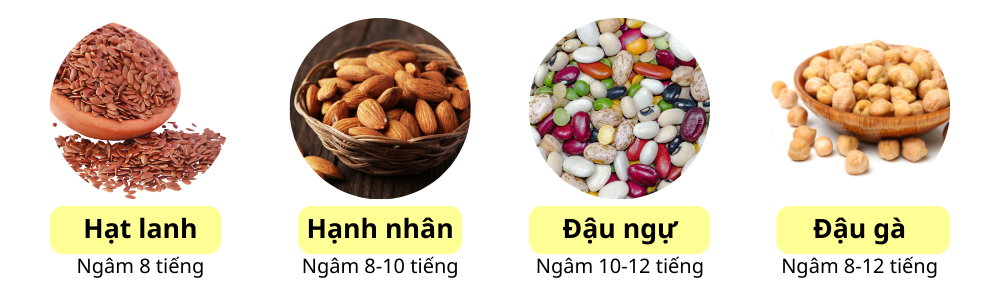 Hạt lanh
Ngâm 8 tiếng
Hạnh nhân
Ngâm 8-10 tiếng
Đậu ngự
Ngâm 10-12 tiếng
Đậu gà
Ngâm 8-12 tiếng